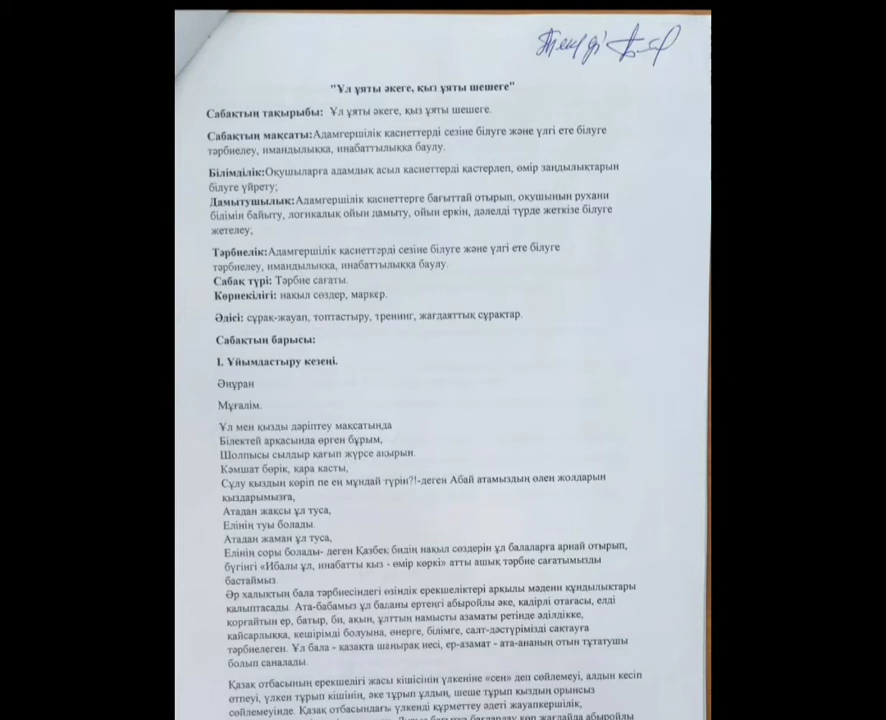 "Ұл ұяты әкеге, қыз ұяты шешеге"
Сабақтың тақырыбы: Ұл ұяты әкеге, қыз ұяты шешеге.
Сабақтың мақсаты:Адамгершілік қасиеттерді сезіне білуге және үлгі ете білуге
тәрбиелеу, имандылыққа, инабаттылыққа баулу.
Білімділік:Оқушыларға адамдық асыл қасиеттерді қастерлеп, өмір заңдылықтарын
білуге үйрету;
Дамытушылық:Адамгершілік қасиеттерге бағыттай отырып, оқушының рухани
білімін байыту, логикалық ойын дамыту, ойын еркін, дәлелді түрде жеткізе білуге
жетелеу;
Тәрбиелік:Адамгершілік қасиеттерді сезіне білуге және үлгі ете білуге
тәрбиелеу, имандылыққа, инабаттылыққа баулу.
Сабақ түрі: Тәрбие сағаты.
Көрнекілігі: нақыл сөздер, маркер.
Әдісі: сұрақ-жауап, топтастыру, тренинг, жағдаяттық сұрақтар.
Сабақтың барысы:
І. Ұйымдастыру кезеңі.
Әнұран
Мұғалім.
Ұл мен қызды дәріптеу мақсатында
Білектей арқасында өрген бұрым,
Шолпысы сылдыр қағып жүрсе ақырын.
Кәмшат бөрік, қара қасты,
Сұлу қыздың көріп пе ең мұндай түрін?!-деген Абай атамыздың өлең жолдарын
қыздарымызға,
Атадан жақсы ұл туса,
Елінің туы болады.
Атадан жаман ұл туса,
Елінің соры болады- деген Қазбек бидің нақыл сөздерін ұл балаларға арнай отырып,
бүгінгі «Ибалы ұл, инабатты қыз - өмір көркі» атты ашық тәрбие сағатымызды
бастаймыз.
Әр халықтың бала тәрбиесіндегі өзіндік ерекшеліктері арқылы мәдени құндылықтары
қалыптасады. Ата-бабамыз ұл баланы ертеңгі абыройлы әке, қадірлі отағасы, елді
қорғайтын ер, батыр, би, ақын, ұлттың намысты азаматы ретінде әділдікке,
қайсарлыққа, кешірімді болуына, өнерге, білімге, салт-дәстүрімізді сақтауға
тәрбиелеген. Ұл бала - қазақта шаңырақ иесі, ер-азамат - ата-ананың отын тұтатушы
болып саналады.
Қазақ отбасының ерекшелігі жасы кішісінің үлкеніне «сен» деп сөйлемеуі, алдын кесіп
өтпеуі, үлкен тұрып кішінің, әке тұрып ұлдың, шеше тұрып қыздың орынсыз
сөйлемеуінде. Қазақ отбасындағы үлкенді құрметтеу әдеті жауапкершілік,